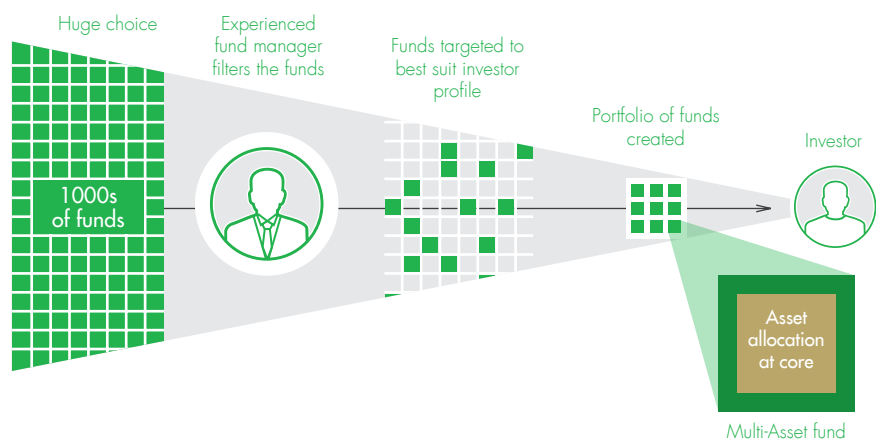 Huge choice
Experienced
fund manager
filters the funds
Funds targeted to
best suit investor
profile
Portfolio of funds
created
Investor
1000s
of funds
Asset
allocation
at core
Multi-Asset fund